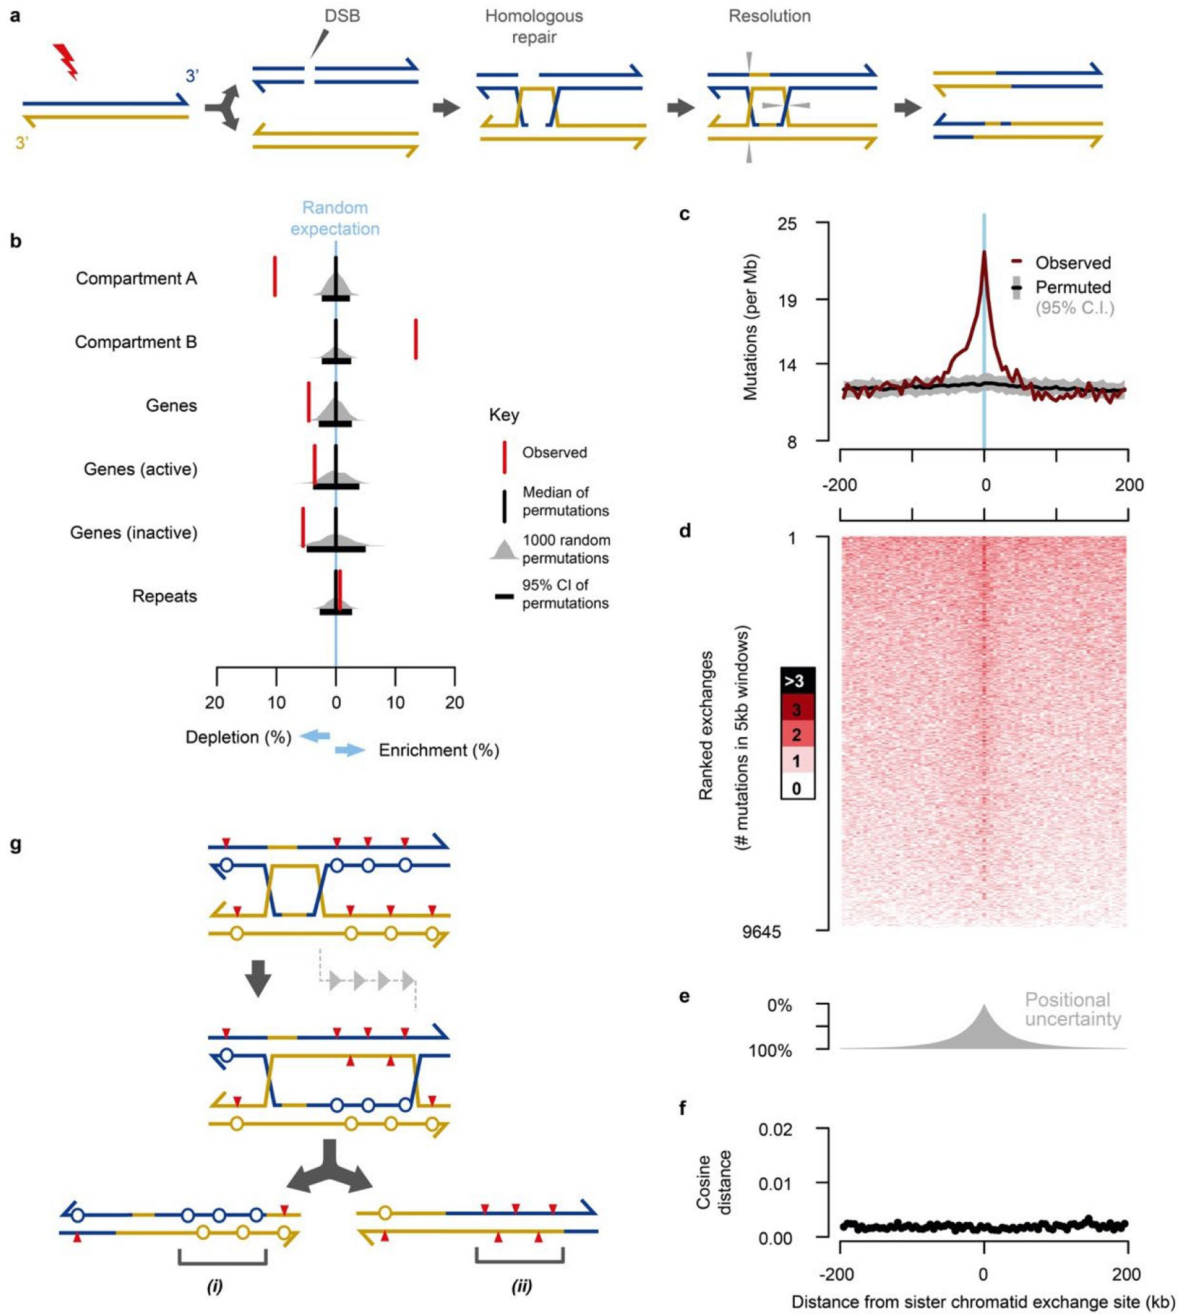 a
DSB
Homologous
repair
Resolution
3’
3’
b
Random
expectation
Compartment A
Compartment B
Genes
Genes (active)
Genes (inactive)
Repeats
Key
Observed
Median of
permutations
1000 random
permutations
95% CI of
permutations
20
10
0
10
20
Depletion (%)
Enrichment (%)
c
Mutations (per Mb)
25
19
14
8
Observed
Permuted
(95% C.I.)
-200
0
200
d
1
9645
Ranked exchanges
(# mutations in 5kb windows)
>3
3
2
1
0
e
0%
100%
Positional
uncertainty
f
Cosine
distance
0.02
0.01
0.00
-200
0
200
Distance from sister chromatid exchange site (kb)
g
(i)
(ii)